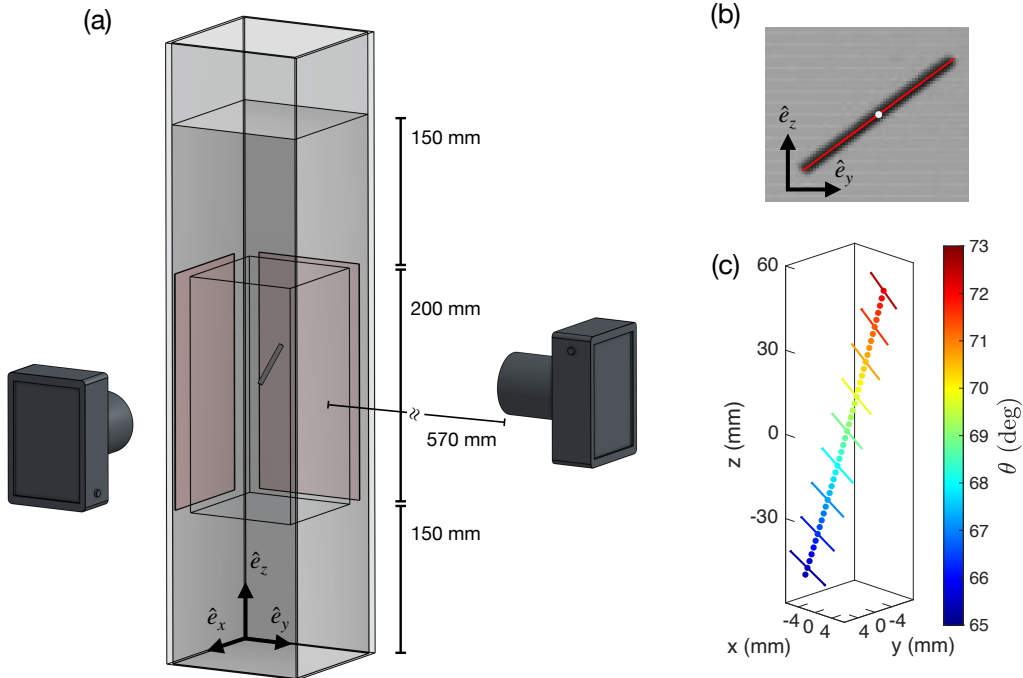 (a)
150 mm
200 mm
570 mm
150 mm
ê_z
ê_x
ê_y
(b)
ê_z
ê_y
(c)
60
30
0
-30
z (mm)
-4 0 4
x (mm)
4 0 -4
y (mm)
73
72
71
70
69
68
67
66
65
θ (deg)